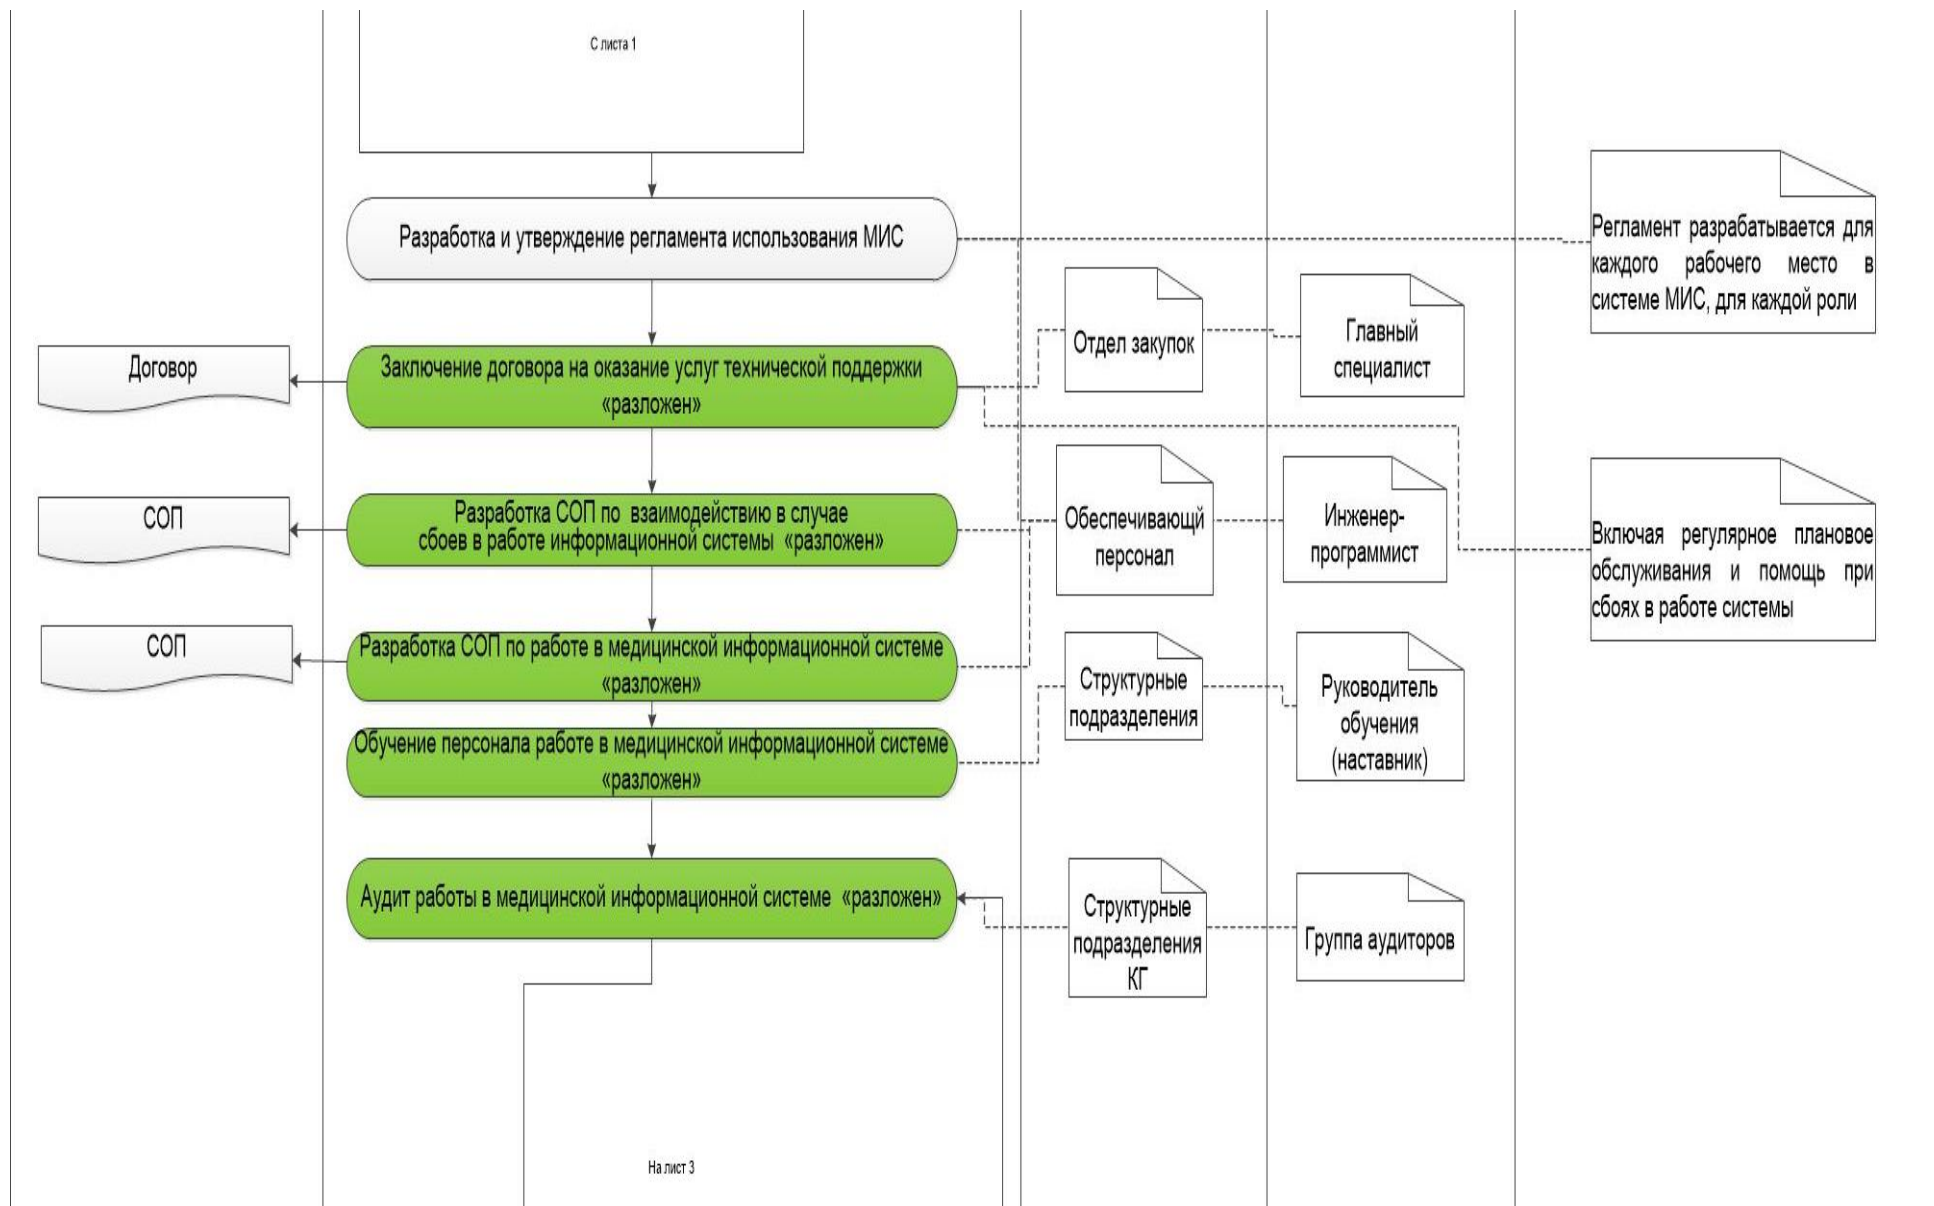 С листа 1
Разработка и утверждение регламента использования МИС
Регламент разрабатывается для
каждого рабочего место в
системе МИС, для каждой роли
Договор
Заключение договора на оказание услуг технической поддержки
«разложен»
Отдел закупок
Главный
специалист
СОП
Разработка СОП по взаимодействию в случае
сбоев в работе информационной системы «разложен»
Обеспечивающй
персонал
Инженер-
программист
Включая регулярное плановое
обслуживания и помощь при
сбоях в работе системы
СОП
Разработка СОП по работе в медицинской информационной системе
«разложен»
Структурные
подразделения
Руководитель
обучения
(наставник)
Обучение персонала работе в медицинской информационной системе
«разложен»
Аудит работы в медицинской информационной системе «разложен»
Структурные
подразделения
КГ
Группа аудиторов
На лист 3